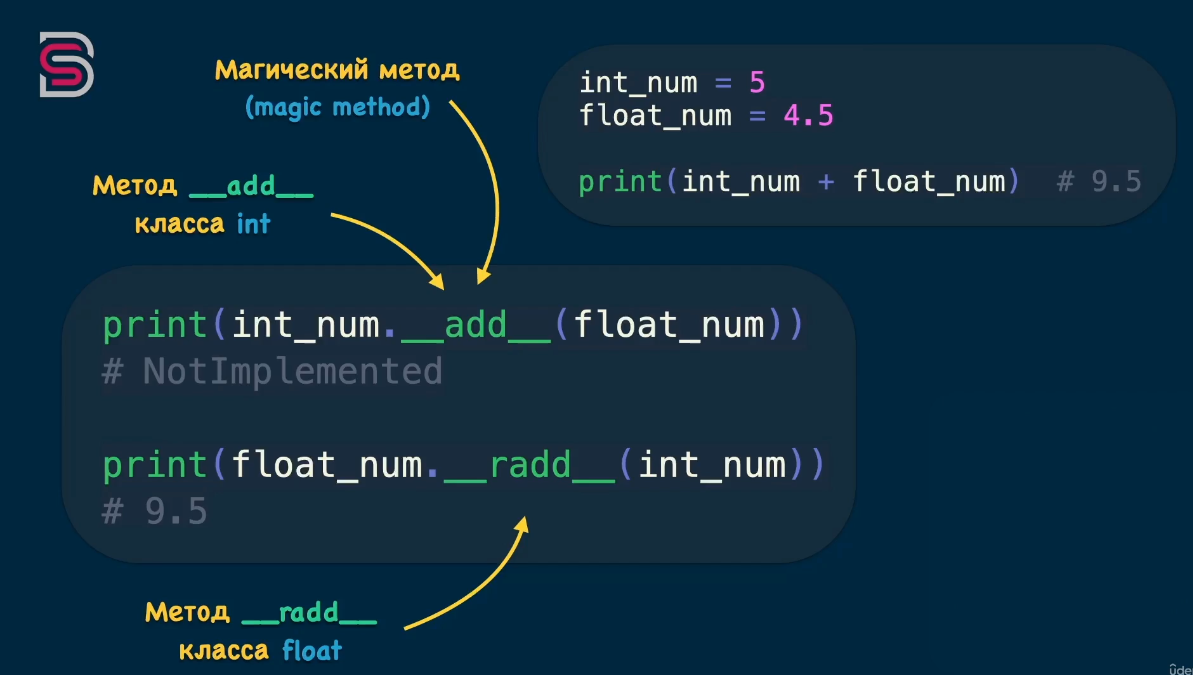 Магический метод
(magic method)
int_num = 5
float_num = 4.5
print(int_num + float_num)  # 9.5
Метод __add__
класса int
print(int_num.__add__(float_num))
# NotImplemented
print(float_num.__radd__(int_num))
# 9.5
Метод __radd__
класса float